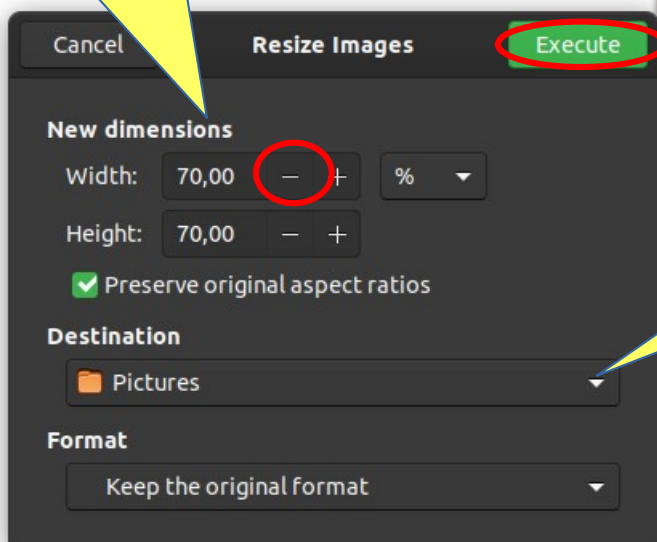 Cancel Resize Images Execute
New dimensions
Width: 70,00 − + %
Height: 70,00 − +
Preserve original aspect ratios
Destination
Pictures
Format
Keep the original format